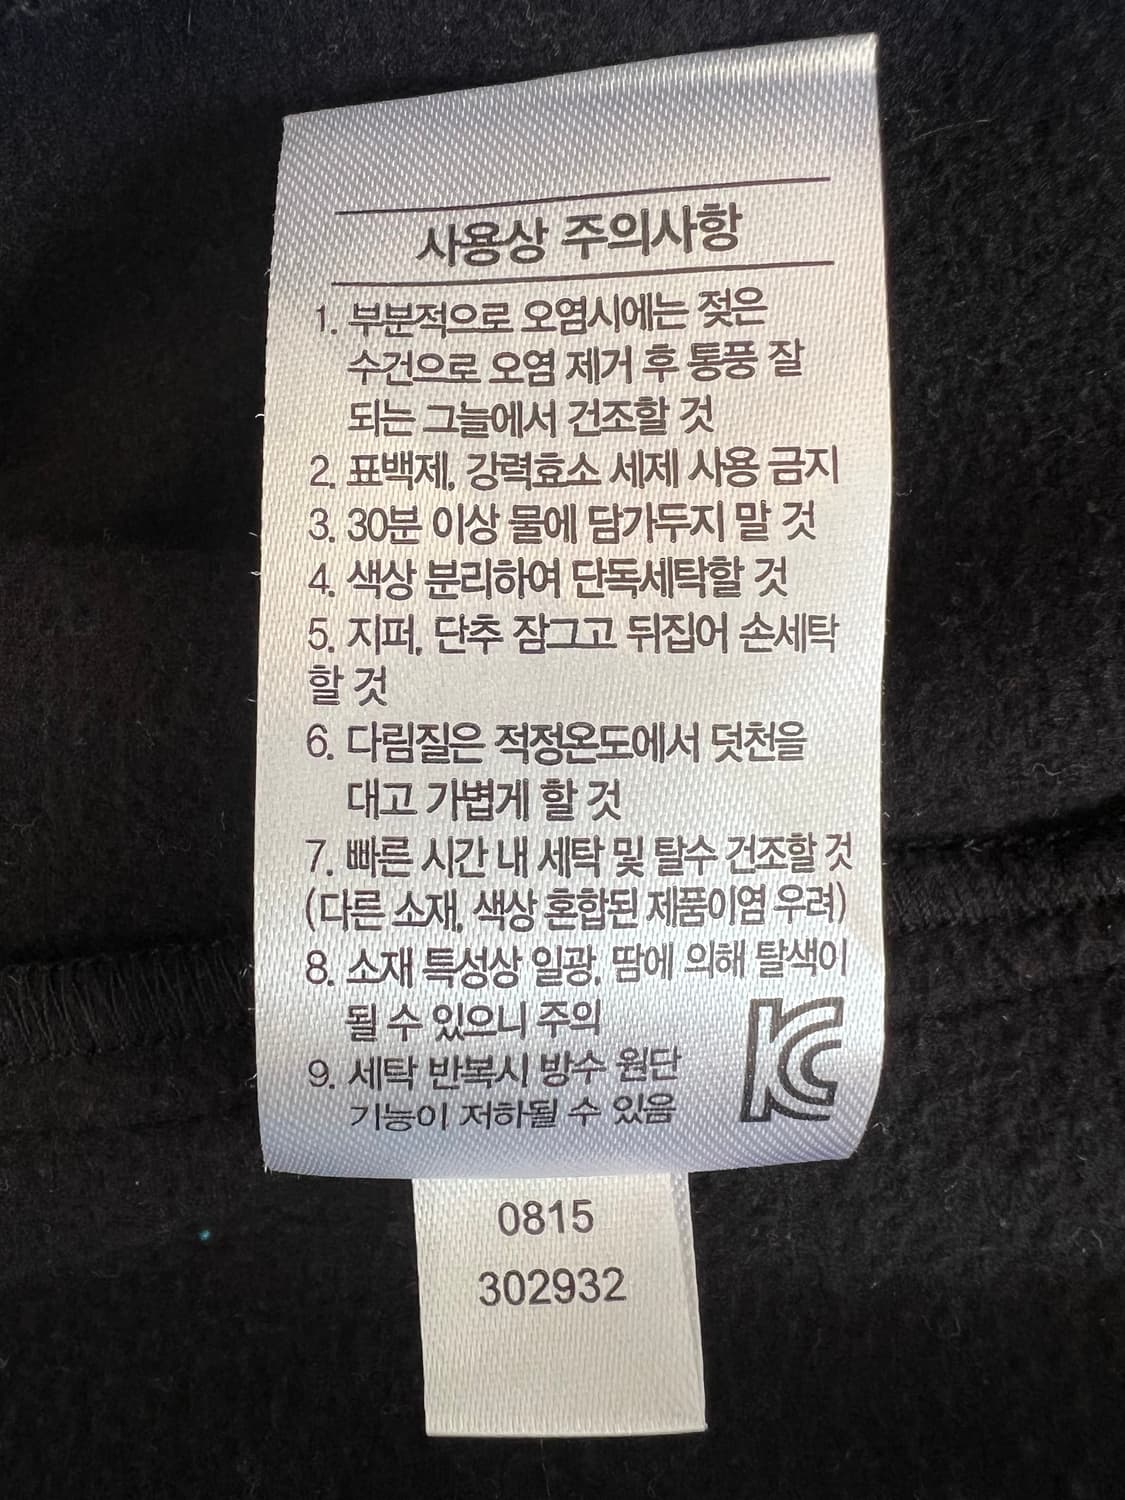 사용상 주의사항
1. 부분적으로 오염시에는 젖은
수건으로 오염 제거 후 통풍 잘
되는 그늘에서 건조할 것
2. 표백제, 강력효소 세제 사용 금지
3. 30분 이상 물에 담가두지 말 것
4. 색상 분리하여 단독세탁할 것
5. 지퍼, 단추 잠그고 뒤집어 손세탁
할 것
6. 다림질은 적정온도에서 덧천을
대고 가볍게 할 것
7. 빠른 시간 내 세탁 및 탈수 건조할 것
(다른 소재, 색상 혼합된 제품이염 우려)
8. 소재 특성상 일광, 땀에 의해 탈색이
될 수 있으니 주의
9. 세탁 반복시 방수 원단
기능이 저하될 수 있음
KC
0815
302932